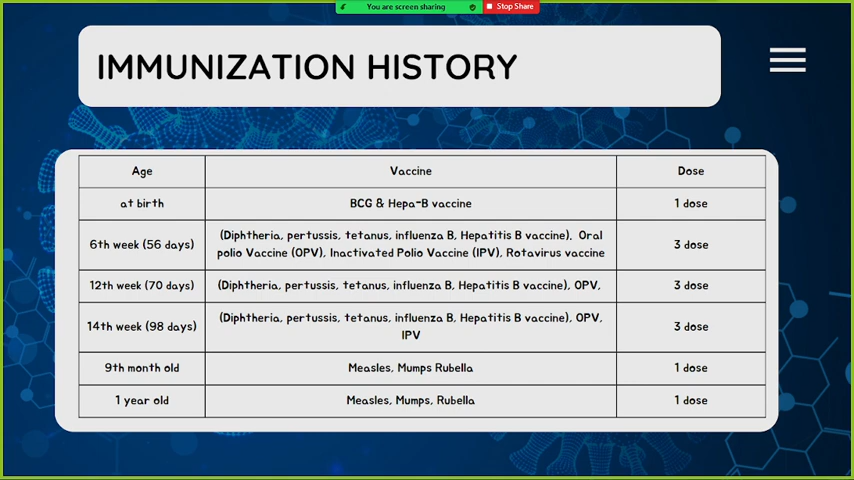 You are screen sharing
Stop Share
IMMUNIZATION HISTORY
Age Vaccine Dose
at birth BCG & Hepa-B vaccine 1 dose
6th week (56 days) (Diphtheria, pertussis, tetanus, influenza B, Hepatitis B vaccine), Oral
polio Vaccine (OPV), Inactivated Polio Vaccine (IPV), Rotavirus vaccine 3 dose
12th week (70 days) (Diphtheria, pertussis, tetanus, influenza B, Hepatitis B vaccine), OPV, 3 dose
14th week (98 days) (Diphtheria, pertussis, tetanus, influenza B, Hepatitis B vaccine), OPV,
IPV 3 dose
9th month old Measles, Mumps Rubella 1 dose
1 year old Measles, Mumps, Rubella 1 dose